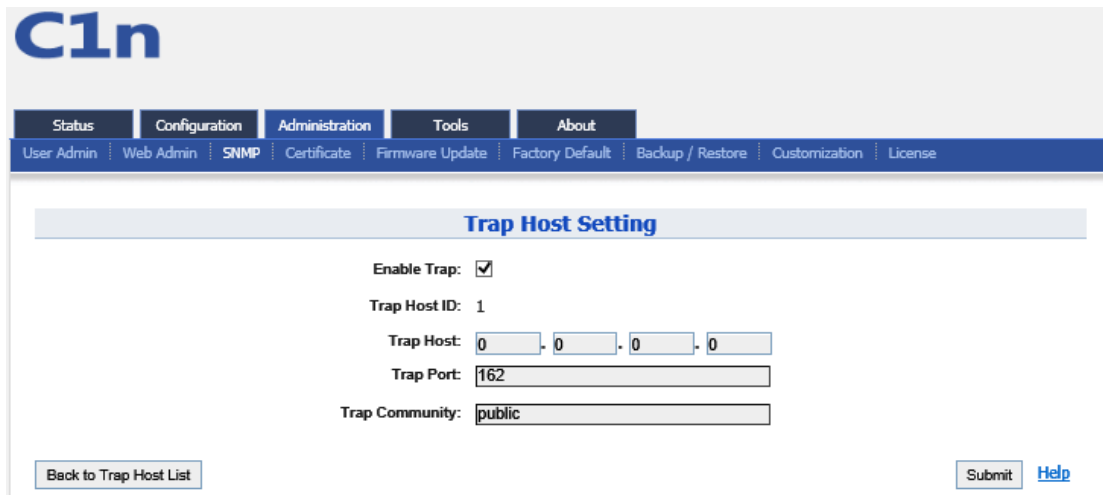 C1n
Status Configuration Administration Tools About
User Admin Web Admin SNMP Certificate Firmware Update Factory Default Backup / Restore Customization License
Trap Host Setting
Enable Trap:
Trap Host ID: 1
Trap Host: 0 . 0 . 0 . 0
Trap Port: 162
Trap Community: public
Back to Trap Host List Submit Help